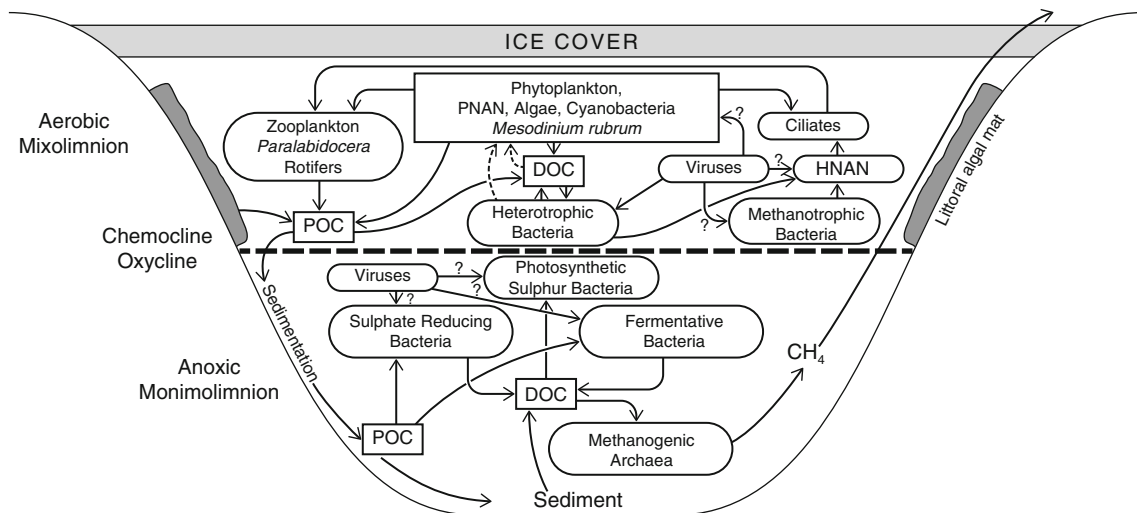 ICE COVER
Aerobic
Mixolimnion
Phytoplankton,
PNAN, Algae, Cyanobacteria
Mesodinium rubrum
Zooplankton
Paralabidocera
Rotifers
?
Ciliates
DOC
Viruses
?
HNAN
Littoral algal mat
POC
Heterotrophic
Bacteria
?
Methanotrophic
Bacteria
Chemocline
Oxycline
Viruses
?
?
?
Photosynthetic
Sulphur Bacteria
Sedimentation
Sulphate Reducing
Bacteria
Fermentative
Bacteria
Anoxic
Monimolimnion
CH4
DOC
POC
Methanogenic
Archaea
Sediment